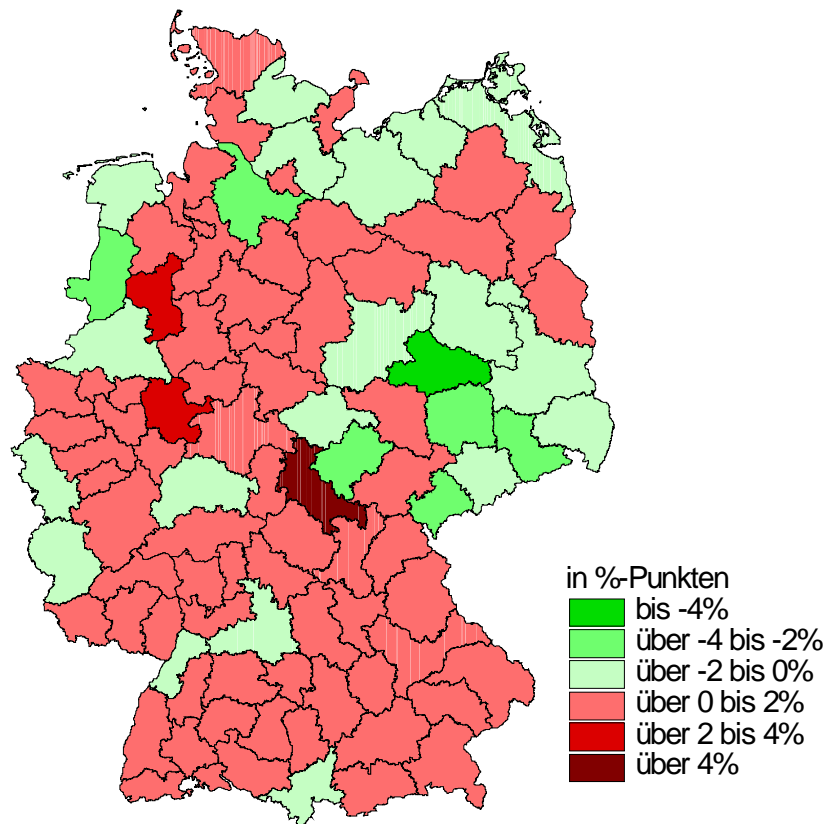 in %-Punkten
bis -4%
über -4 bis -2%
über -2 bis 0%
über 0 bis 2%
über 2 bis 4%
über 4%